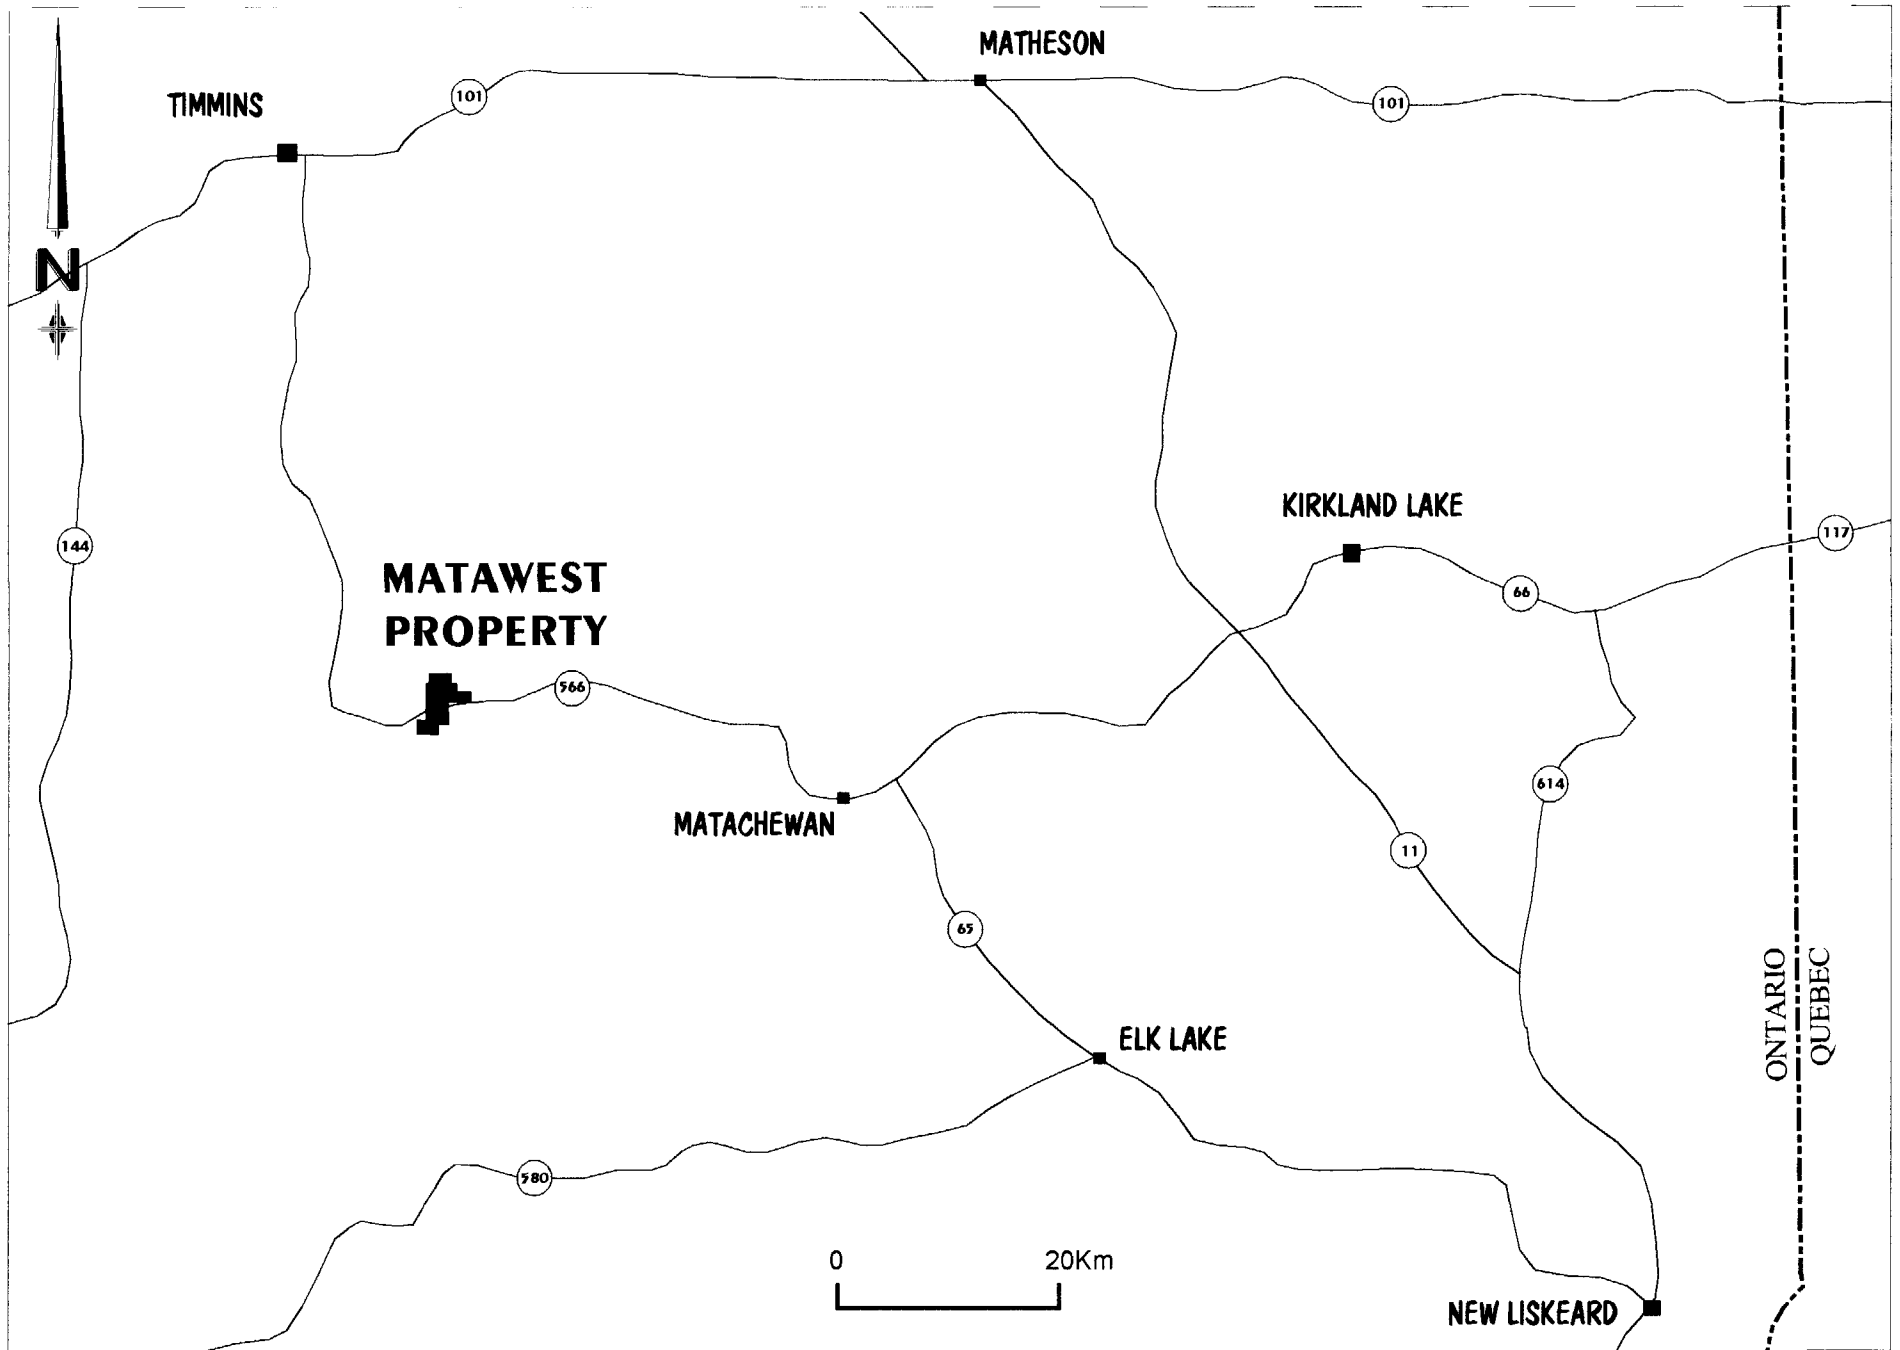 MATHESON
TIMMINS
101
101
N
KIRKLAND LAKE
117
144
MATAWEST
PROPERTY
66
566
614
MATACHEWAN
11
65
ONTARIO
QUEBEC
ELK LAKE
580
0
20Km
NEW LISKEARD